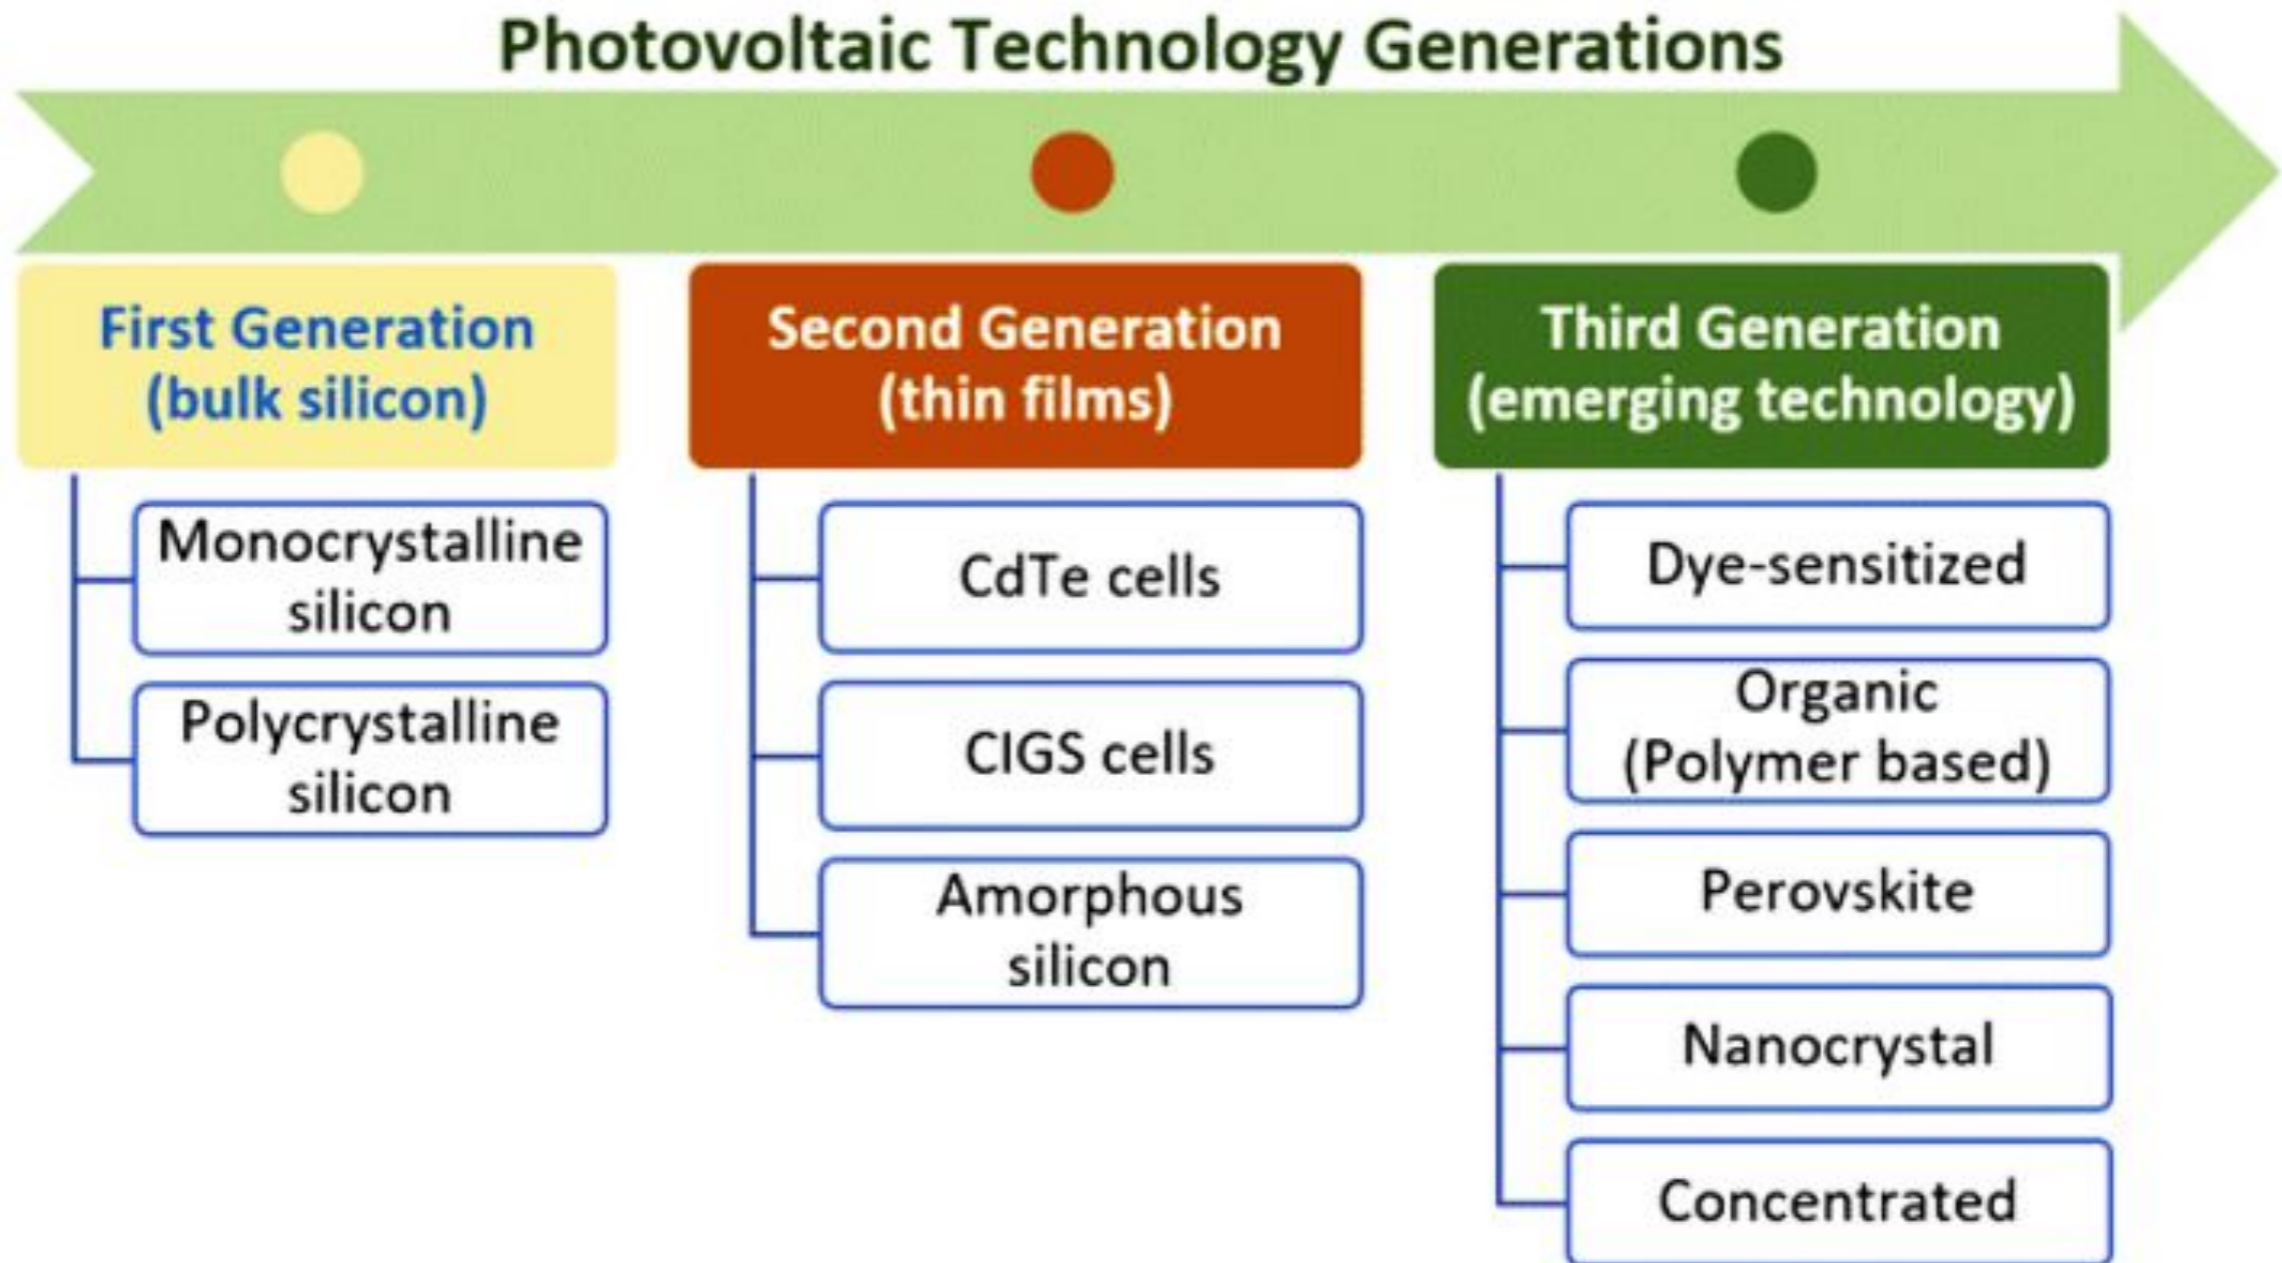 Photovoltaic Technology Generations
First Generation
(bulk silicon)
Monocrystalline
silicon
Polycrystalline
silicon
Second Generation
(thin films)
CdTe cells
CIGS cells
Amorphous
silicon
Third Generation
(emerging technology)
Dye-sensitized
Organic
(Polymer based)
Perovskite
Nanocrystal
Concentrated